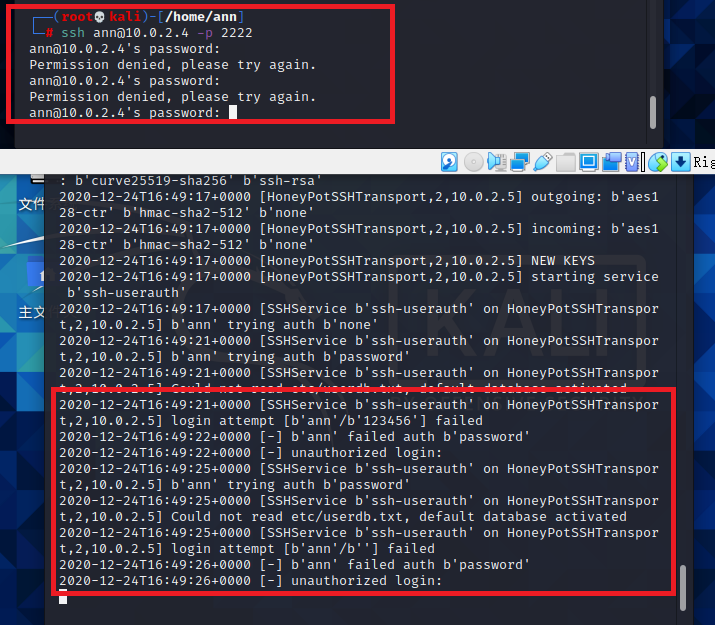 (root💀kali)-[/home/ann]
# ssh ann@10.0.2.4 -p 2222
ann@10.0.2.4's password:
Permission denied, please try again.
ann@10.0.2.4's password:
Permission denied, please try again.
ann@10.0.2.4's password:
Rig
: b'curve25519-sha256' b'ssh-rsa'
2020-12-24T16:49:17+0000 [HoneyPotSSHTransport,2,10.0.2.5] outgoing: b'aes1
28-ctr' b'hmac-sha2-512' b'none'
2020-12-24T16:49:17+0000 [HoneyPotSSHTransport,2,10.0.2.5] incoming: b'aes1
28-ctr' b'hmac-sha2-512' b'none'
2020-12-24T16:49:17+0000 [HoneyPotSSHTransport,2,10.0.2.5] NEW KEYS
2020-12-24T16:49:17+0000 [HoneyPotSSHTransport,2,10.0.2.5] starting service
b'ssh-userauth'
2020-12-24T16:49:17+0000 [SSHService b'ssh-userauth' on HoneyPotSSHTranspor
t,2,10.0.2.5] b'ann' trying auth b'none'
2020-12-24T16:49:21+0000 [SSHService b'ssh-userauth' on HoneyPotSSHTranspor
t,2,10.0.2.5] b'ann' trying auth b'password'
2020-12-24T16:49:21+0000 [SSHService b'ssh-userauth' on HoneyPotSSHTranspor
t,2,10.0.2.5] Could not read etc/userdb.txt, default database activated
2020-12-24T16:49:21+0000 [SSHService b'ssh-userauth' on HoneyPotSSHTranspor
t,2,10.0.2.5] login attempt [b'ann'/b'123456'] failed
2020-12-24T16:49:22+0000 [-] b'ann' failed auth b'password'
2020-12-24T16:49:22+0000 [-] unauthorized login:
2020-12-24T16:49:25+0000 [SSHService b'ssh-userauth' on HoneyPotSSHTranspor
t,2,10.0.2.5] b'ann' trying auth b'password'
2020-12-24T16:49:25+0000 [SSHService b'ssh-userauth' on HoneyPotSSHTranspor
t,2,10.0.2.5] Could not read etc/userdb.txt, default database activated
2020-12-24T16:49:25+0000 [SSHService b'ssh-userauth' on HoneyPotSSHTranspor
t,2,10.0.2.5] login attempt [b'ann'/b''] failed
2020-12-24T16:49:26+0000 [-] b'ann' failed auth b'password'
2020-12-24T16:49:26+0000 [-] unauthorized login:
文件
主文
KALI